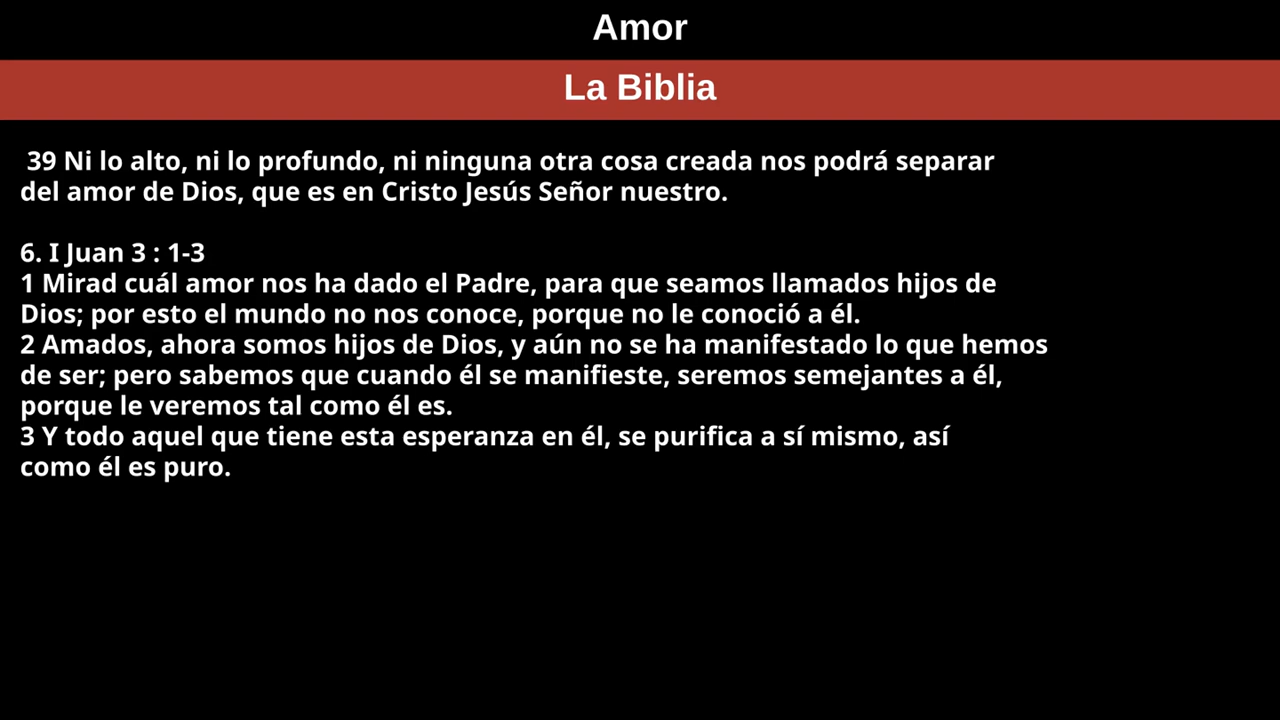 Amor
La Biblia
39 Ni lo alto, ni lo profundo, ni ninguna otra cosa creada nos podrá separar
del amor de Dios, que es en Cristo Jesús Señor nuestro.
6. I Juan 3 : 1-3
1 Mirad cuál amor nos ha dado el Padre, para que seamos llamados hijos de
Dios; por esto el mundo no nos conoce, porque no le conoció a él.
2 Amados, ahora somos hijos de Dios, y aún no se ha manifestado lo que hemos
de ser; pero sabemos que cuando él se manifieste, seremos semejantes a él,
porque le veremos tal como él es.
3 Y todo aquel que tiene esta esperanza en él, se purifica a sí mismo, así
como él es puro.